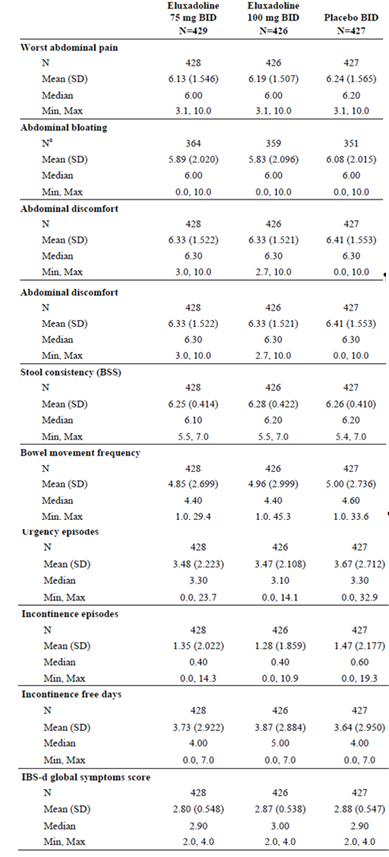 Eluxadoline Eluxadoline
75 mg BID 100 mg BID Placebo BID
N=429 N=426 N=427
Worst abdominal pain
N 428 426 427
Mean (SD) 6.13 (1.546) 6.19 (1.507) 6.24 (1.565)
Median 6.00 6.00 6.20
Min, Max 3.1, 10.0 3.1, 10.0 3.1, 10.0
Abdominal bloating
Nª 364 359 351
Mean (SD) 5.89 (2.020) 5.83 (2.096) 6.08 (2.015)
Median 6.00 6.00 6.00
Min, Max 0.0, 10.0 0.0, 10.0 0.0, 10.0
Abdominal discomfort
N 428 426 427
Mean (SD) 6.33 (1.522) 6.33 (1.521) 6.41 (1.553)
Median 6.30 6.30 6.30
Min, Max 3.0, 10.0 2.7, 10.0 0.0, 10.0
Abdominal discomfort
N 428 426 427
Mean (SD) 6.33 (1.522) 6.33 (1.521) 6.41 (1.553)
Median 6.30 6.30 6.30
Min, Max 3.0, 10.0 2.7, 10.0 0.0, 10.0
Stool consistency (BSS)
N 428 426 427
Mean (SD) 6.25 (0.414) 6.28 (0.422) 6.26 (0.410)
Median 6.10 6.20 6.20
Min, Max 5.5, 7.0 5.5, 7.0 5.4, 7.0
Bowel movement frequency
N 428 426 427
Mean (SD) 4.85 (2.699) 4.96 (2.999) 5.00 (2.736)
Median 4.40 4.40 4.60
Min. Max 1.0. 29.4 1.0. 45.3 1.0. 33.6
Urgency episodes
N 428 426 427
Mean (SD) 3.48 (2.223) 3.47 (2.108) 3.67 (2.712)
Median 3.30 3.10 3.30
Min, Max 0.0, 23.7 0.0, 14.1 0.0, 32.9
Incontinence episodes
N 428 426 427
Mean (SD) 1.35 (2.022) 1.28 (1.859) 1.47 (2.177)
Median 0.40 0.40 0.60
Min, Max 0.0, 14.3 0.0, 10.9 0.0, 19.3
Incontinence free days
N 428 426 427
Mean (SD) 3.73 (2.922) 3.87 (2.884) 3.64 (2.950)
Median 4.00 5.00 4.00
Min, Max 0.0, 7.0 0.0, 7.0 0.0, 7.0
IBS-d global symptoms score
N 428 426 427
Mean (SD) 2.80 (0.548) 2.87 (0.538) 2.88 (0.547)
Median 2.90 3.00 2.90
Min, Max 2.0, 4.0 2.0, 4.0 2.0, 4.0